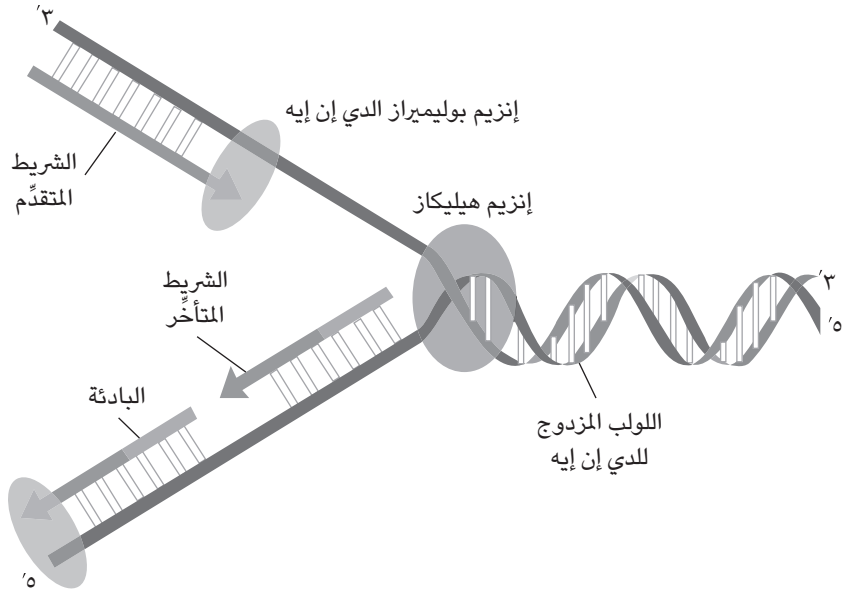 ٣′
إنزيم بوليميراز الدي إن إيه
الشريط
المتقدِّم
إنزيم هيليكاز
الشريط
المتأخِّر
٣′
٥′
البادئة
اللولب المزدوج
للدي إن إيه
٥′